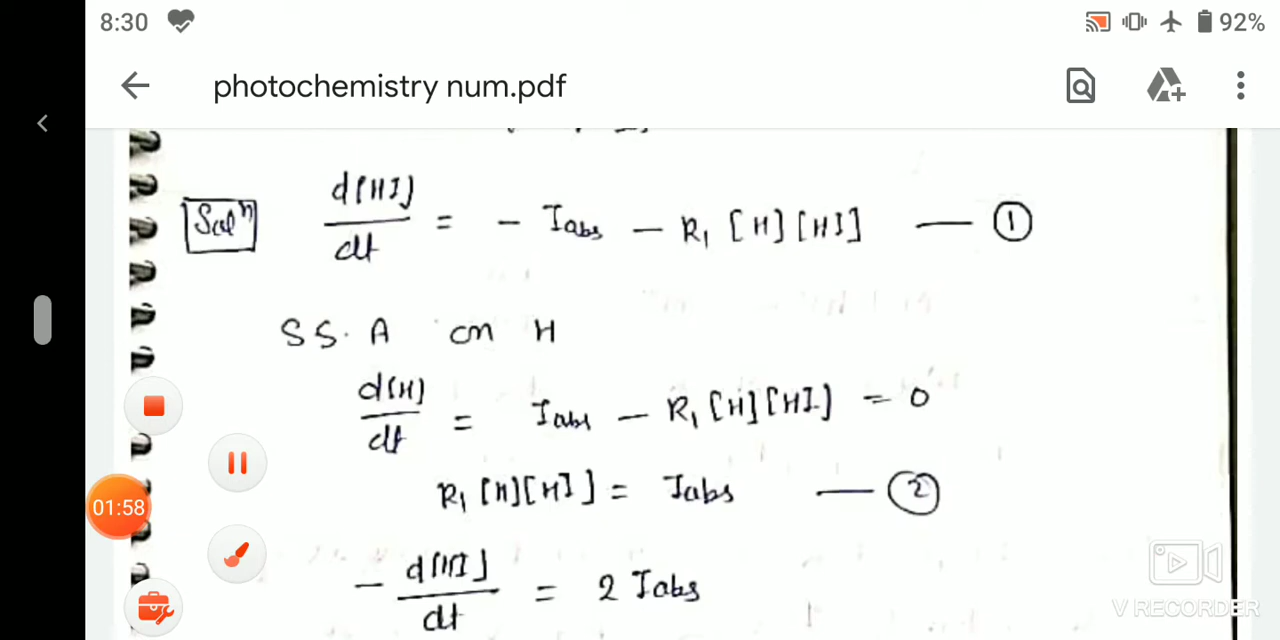 8:30 92%
photochemistry num.pdf
Solⁿ d[HI]/dt = - Iabs - R₁ [H][HI] — ①
S S. A on H
d[H]/dt = Iabs - R₁[H][HI] = 0
R₁[H][HI] = Iabs — ②
01:58
- d[HI]/dt = 2 Iabs
V RECORDER